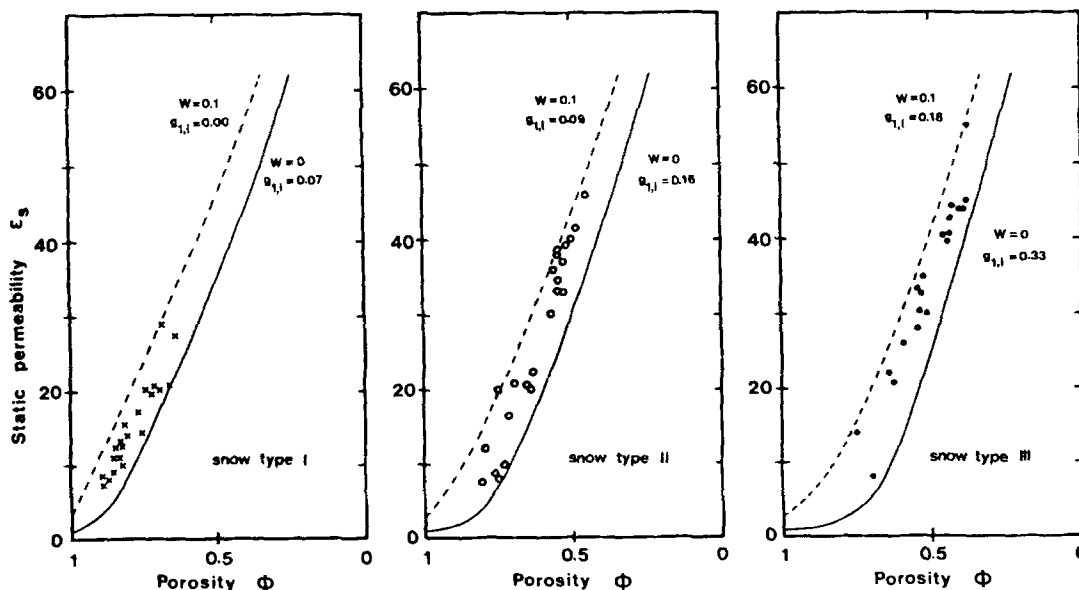 Static permeability εs
60
40
20
0
W=0.1
g1,i=0.00
W=0
g1,i=0.07
snow type I
1
0.5
0
Porosity Φ
60
40
20
0
W=0.1
g1,i=0.09
W=0
g1,i=0.16
snow type II
1
0.5
0
Porosity Φ
60
40
20
0
W=0.1
g1,i=0.18
W=0
g1,i=0.33
snow type III
1
0.5
Porosity Φ